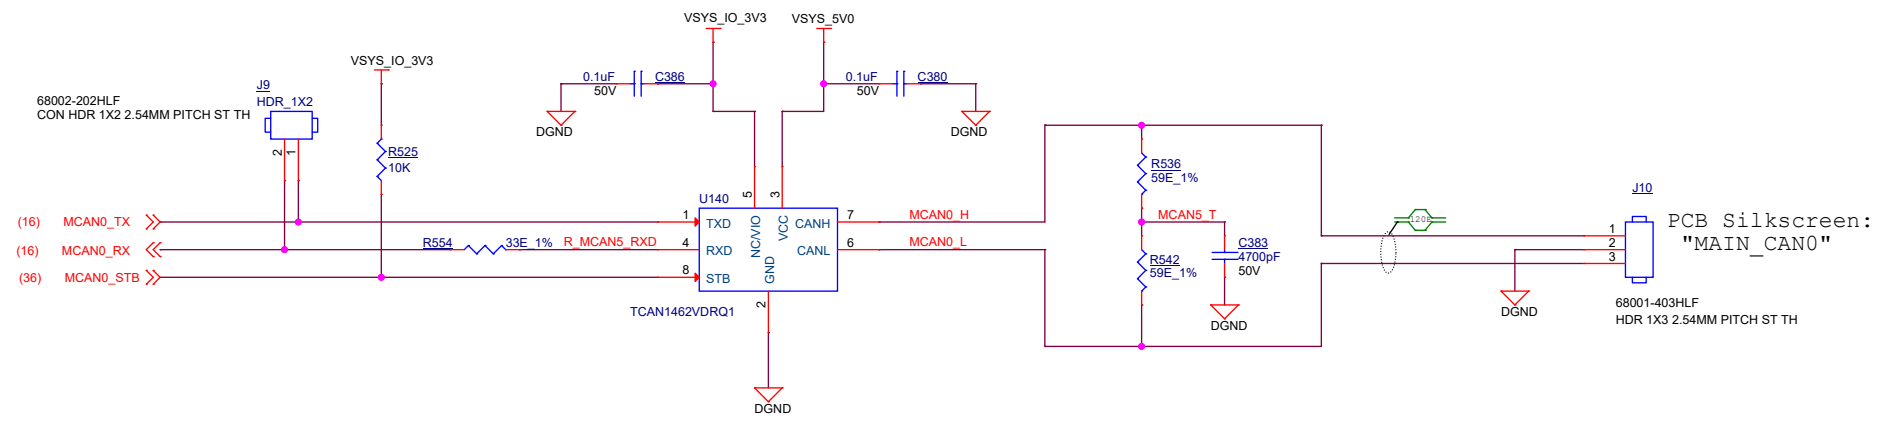 VSYS_IO_3V3
VSYS_5V0
VSYS_IO_3V3
0.1uF
C386
50V
0.1uF
C380
50V
DGND
DGND
J9
HDR_1X2
68002-202HLF
CON HDR 1X2 2.54MM PITCH ST TH
2
1
R525
10K
U140
5
3
(16)
MCAN0_TX
1
TXD
NC/VIO
VCC
CANH
7
MCAN0_H
(16)
MCAN0_RX
R554
33E_1%
R_MCAN5_RXD
4
RXD
CANL
6
MCAN0_L
(36)
MCAN0_STB
8
STB
GND
2
TCAN1462VDRQ1
DGND
R536
59E_1%
MCAN5_T
R542
59E_1%
C383
4700pF
50V
DGND
120E
J10
1
2
3
PCB Silkscreen:
"MAIN_CAN0"
DGND
68001-403HLF
HDR 1X3 2.54MM PITCH ST TH